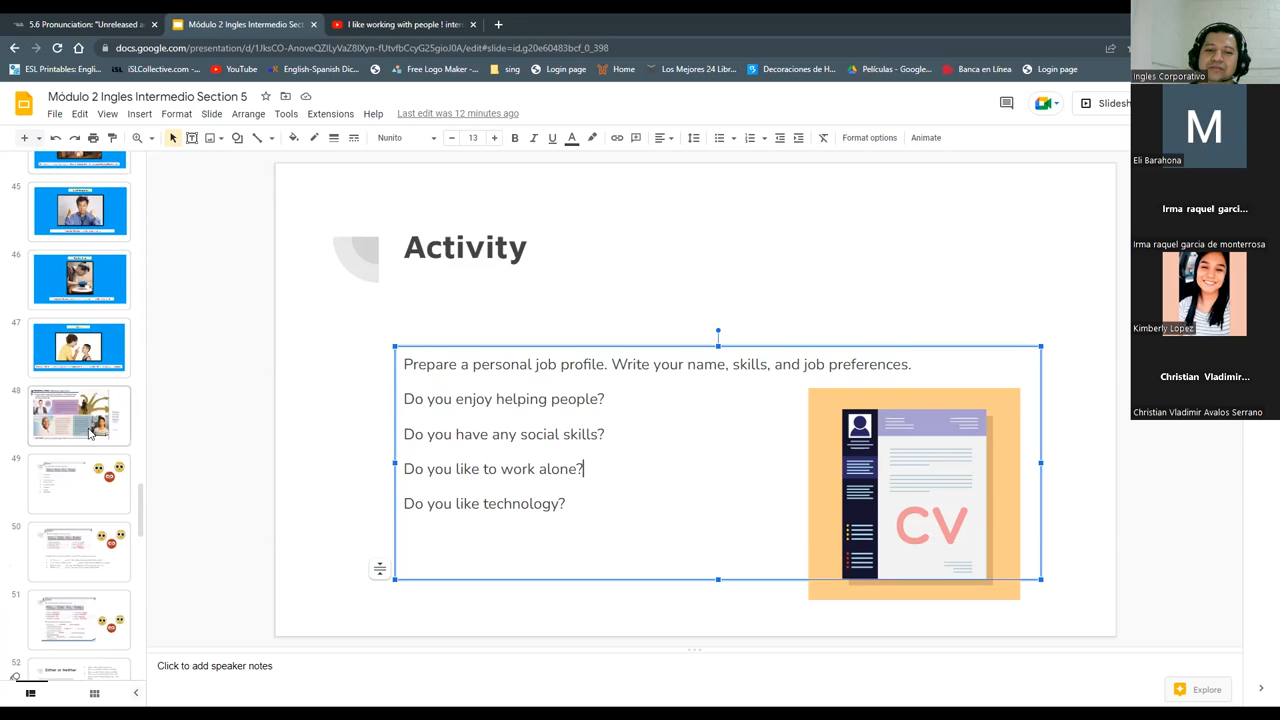 5.6 Pronunciation: "Unreleased a
Módulo 2 Ingles Intermedio Sect
I like working with people ! inter
docs.google.com/presentation/d/1JksCO-AnoveQZILyVaZ8lXyn-fUtvfbCcyG25gioJ0A/edit#slide=id.g20e60483bcf_0_398
ESL Printables: Engl...
iSLCollective.com -...
YouTube
English-Spanish Dic...
Free Logo Maker -...
Login page
Home
Los Mejores 24 Libr...
Decoraciones de H...
Películas - Google...
Banca en Línea
Login page
Módulo 2 Ingles Intermedio Section 5
File Edit View Insert Format Slide Arrange Tools Extensions Help Last edit was 12 minutes ago
Slidesh
Nunito
13
B I U A
Format options
Animate
45
46
47
48
49
50
51
52
Either or Neither
Activity
Prepare a personal job profile. Write your name, skills, and job preferences.
Do you enjoy helping people?
Do you have any social skills?
Do you like to work alone?
Do you like technology?
CV
Click to add speaker notes
Explore
Ingles Corporativo
M
Eli Barahona
Irma raquel garci...
Irma raquel garcia de monterrosa
Kimberly Lopez
Christian Vladimir...
Christian Vladimir Avalos Serrano